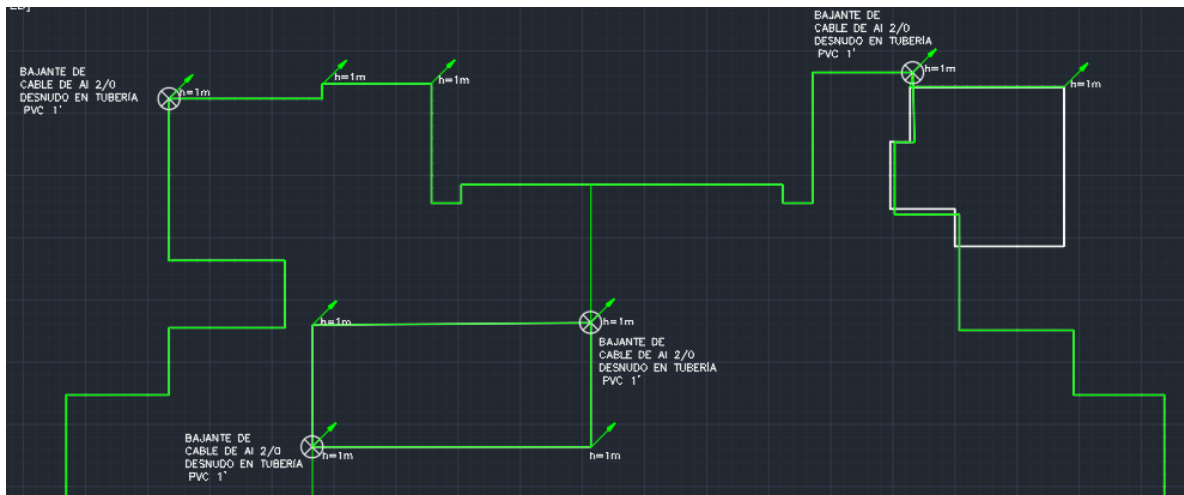 BAJANTE DE
CABLE DE Al 2/0
DESNUDO EN TUBERÍA
PVC 1'
h=1m
h=1m
h=1m
BAJANTE DE
CABLE DE Al 2/0
DESNUDO EN TUBERÍA
PVC 1'
h=1m
h=1m
h=1m
h=1m
BAJANTE DE
CABLE DE Al 2/0
DESNUDO EN TUBERÍA
PVC 1'
BAJANTE DE
CABLE DE Al 2/0
DESNUDO EN TUBERÍA
PVC 1'
h=1m
h=1m